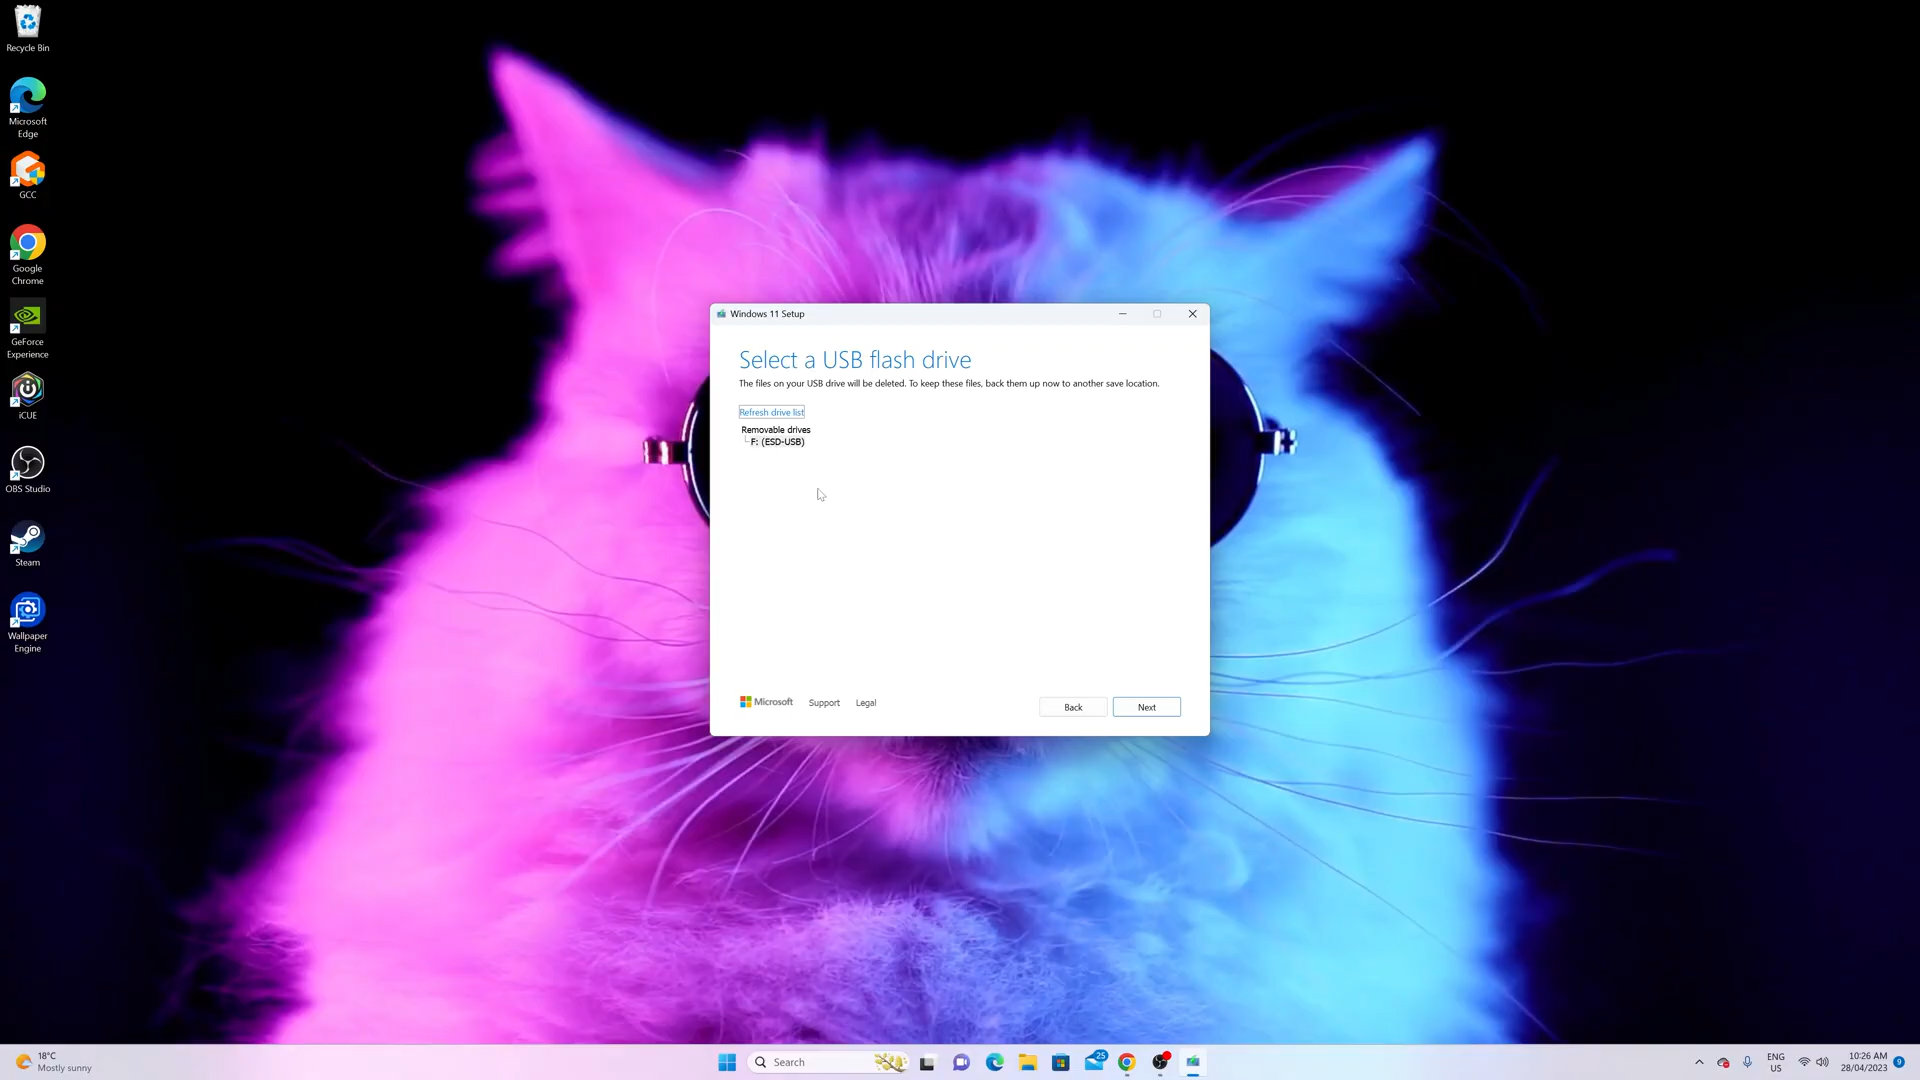 Recycle Bin
Microsoft
Edge
GCC
Google
Chrome
GeForce
Experience
iCUE
OBS Studio
Steam
Wallpaper
Engine
Windows 11 Setup
Select a USB flash drive
The files on your USB drive will be deleted. To keep these files, back them up now to another save location.
Refresh drive list
Removable drives
F: (ESD-USB)
Microsoft Support Legal
Back Next
18°C
Mostly sunny
Search
25
ENG
US
10:26 AM
28/04/2023
9